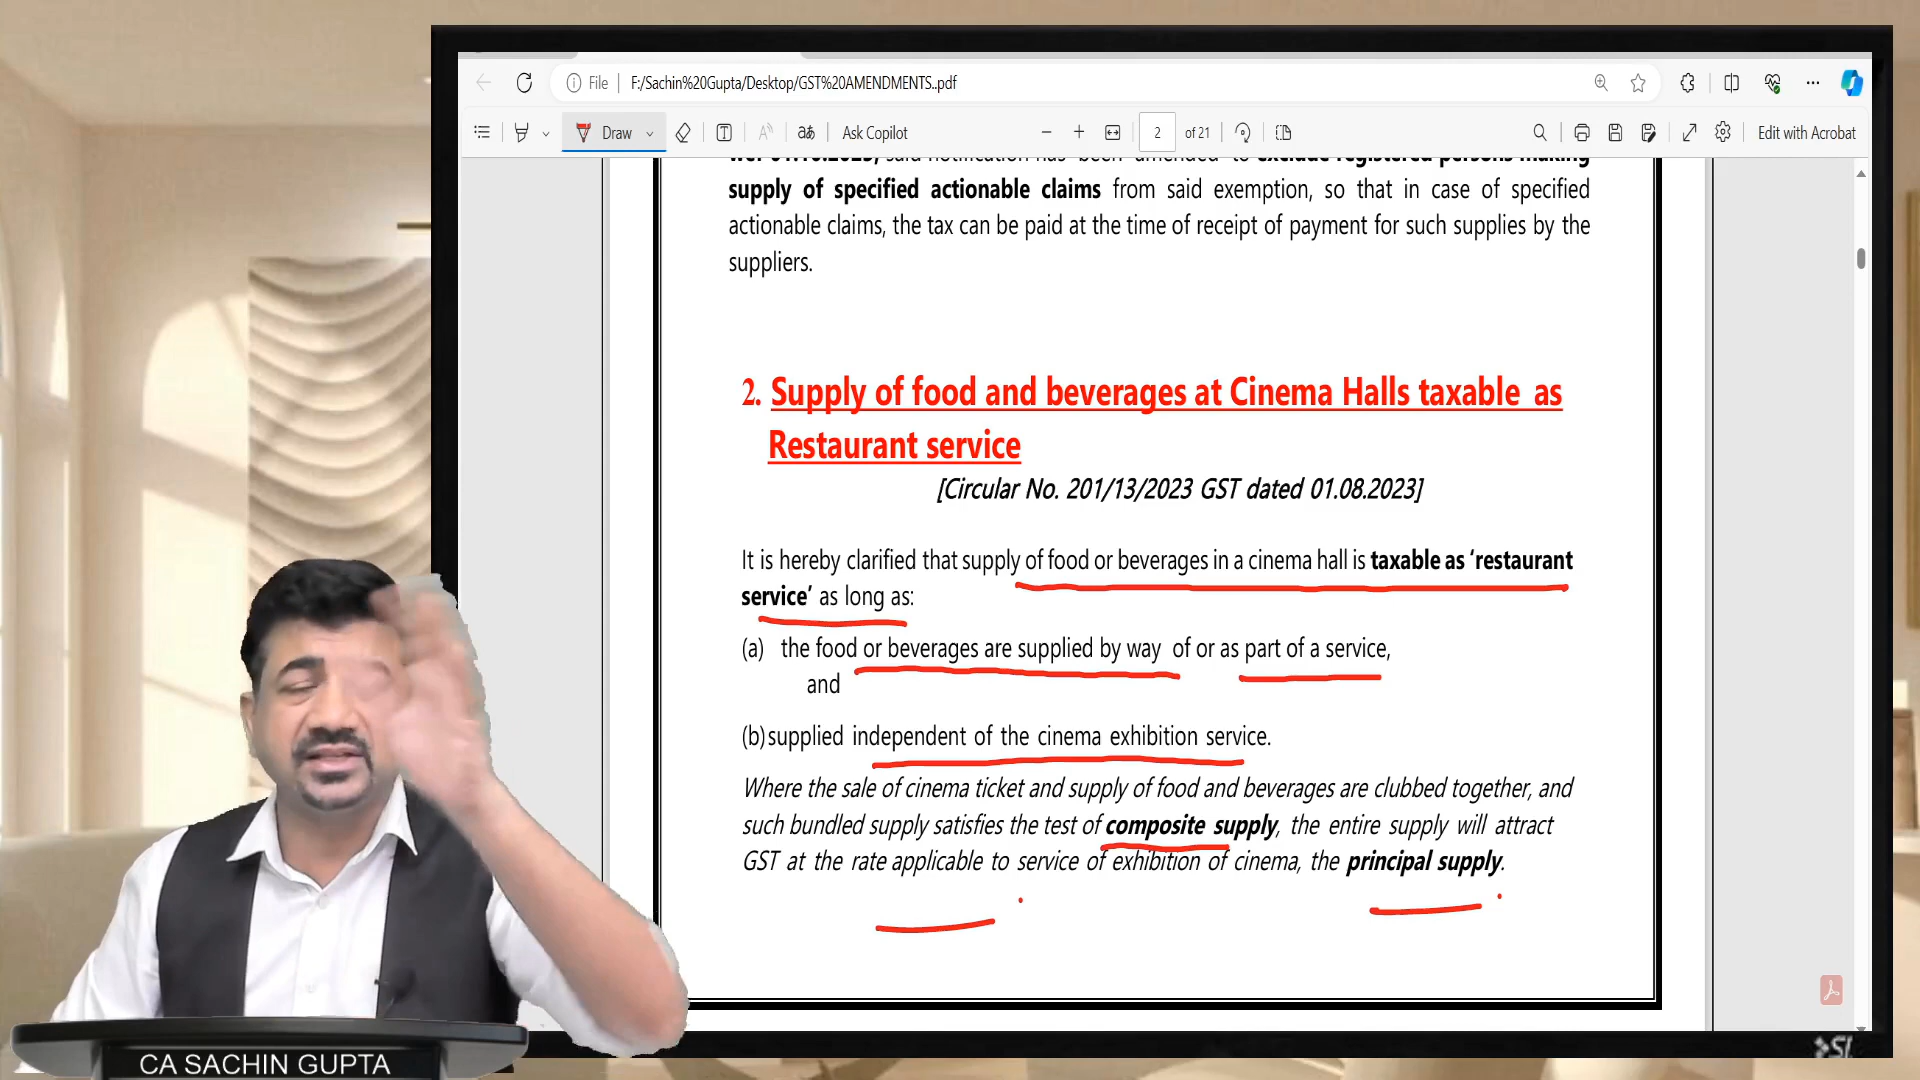 File | F:/Sachin%20Gupta/Desktop/GST%20AMENDMENTS..pdf
Draw aあ Ask Copilot 2 of 21 Edit with Acrobat
supply of specified actionable claims from said exemption, so that in case of specified
actionable claims, the tax can be paid at the time of receipt of payment for such supplies by the
suppliers.
2. Supply of food and beverages at Cinema Halls taxable as
Restaurant service
[Circular No. 201/13/2023 GST dated 01.08.2023]
It is hereby clarified that supply of food or beverages in a cinema hall is taxable as ‘restaurant
service’ as long as:
(a) the food or beverages are supplied by way of or as part of a service,
and
(b) supplied independent of the cinema exhibition service.
Where the sale of cinema ticket and supply of food and beverages are clubbed together, and
such bundled supply satisfies the test of composite supply, the entire supply will attract
GST at the rate applicable to service of exhibition of cinema, the principal supply.
CA SACHIN GUPTA